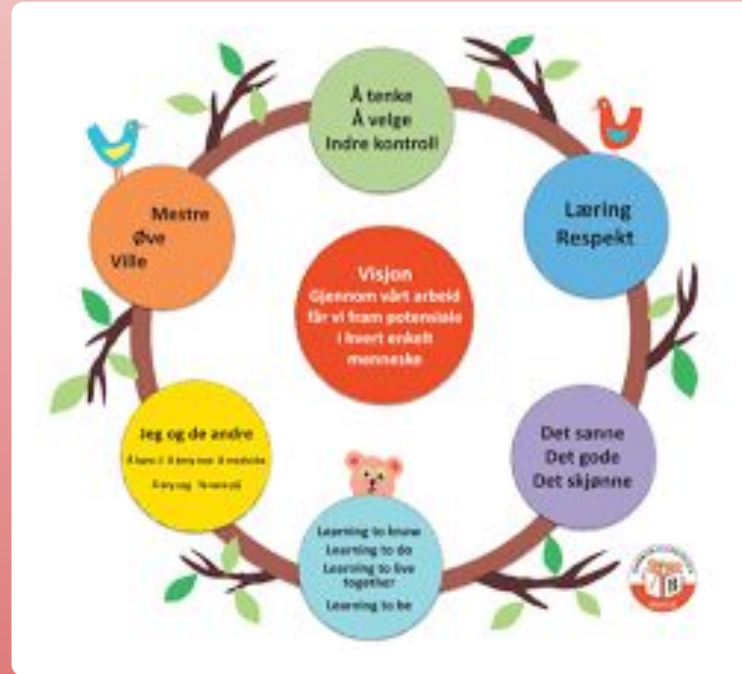 Å tenke
Å velge
Indre kontroll
Læring
Respekt
Det sanne
Det gode
Det skjønne
Learning to know
Learning to do
Learning to live
together
Learning to be
Jeg og de andre
Mestre
Øve
Ville
Visjon
Gjennom vårt arbeid
får vi fram potensiale
i hvert enkelt
menneske